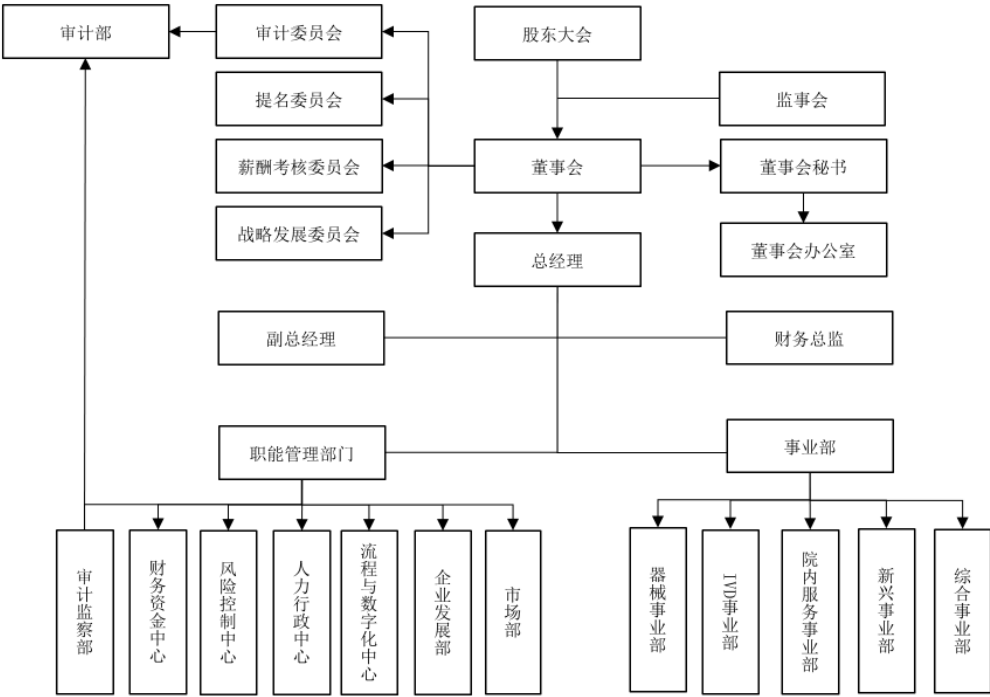 审计部
审计委员会
股东大会
提名委员会
监事会
薪酬考核委员会
董事会
董事会秘书
战略发展委员会
总经理
董事会办公室
副总经理
财务总监
职能管理部门
事业部
审计监察部
财务资金中心
风险控制中心
人力行政中心
流程与数字化中心
企业发展部
市场部
器械事业部
IVD事业部
院内服务事业部
新兴事业部
综合事业部